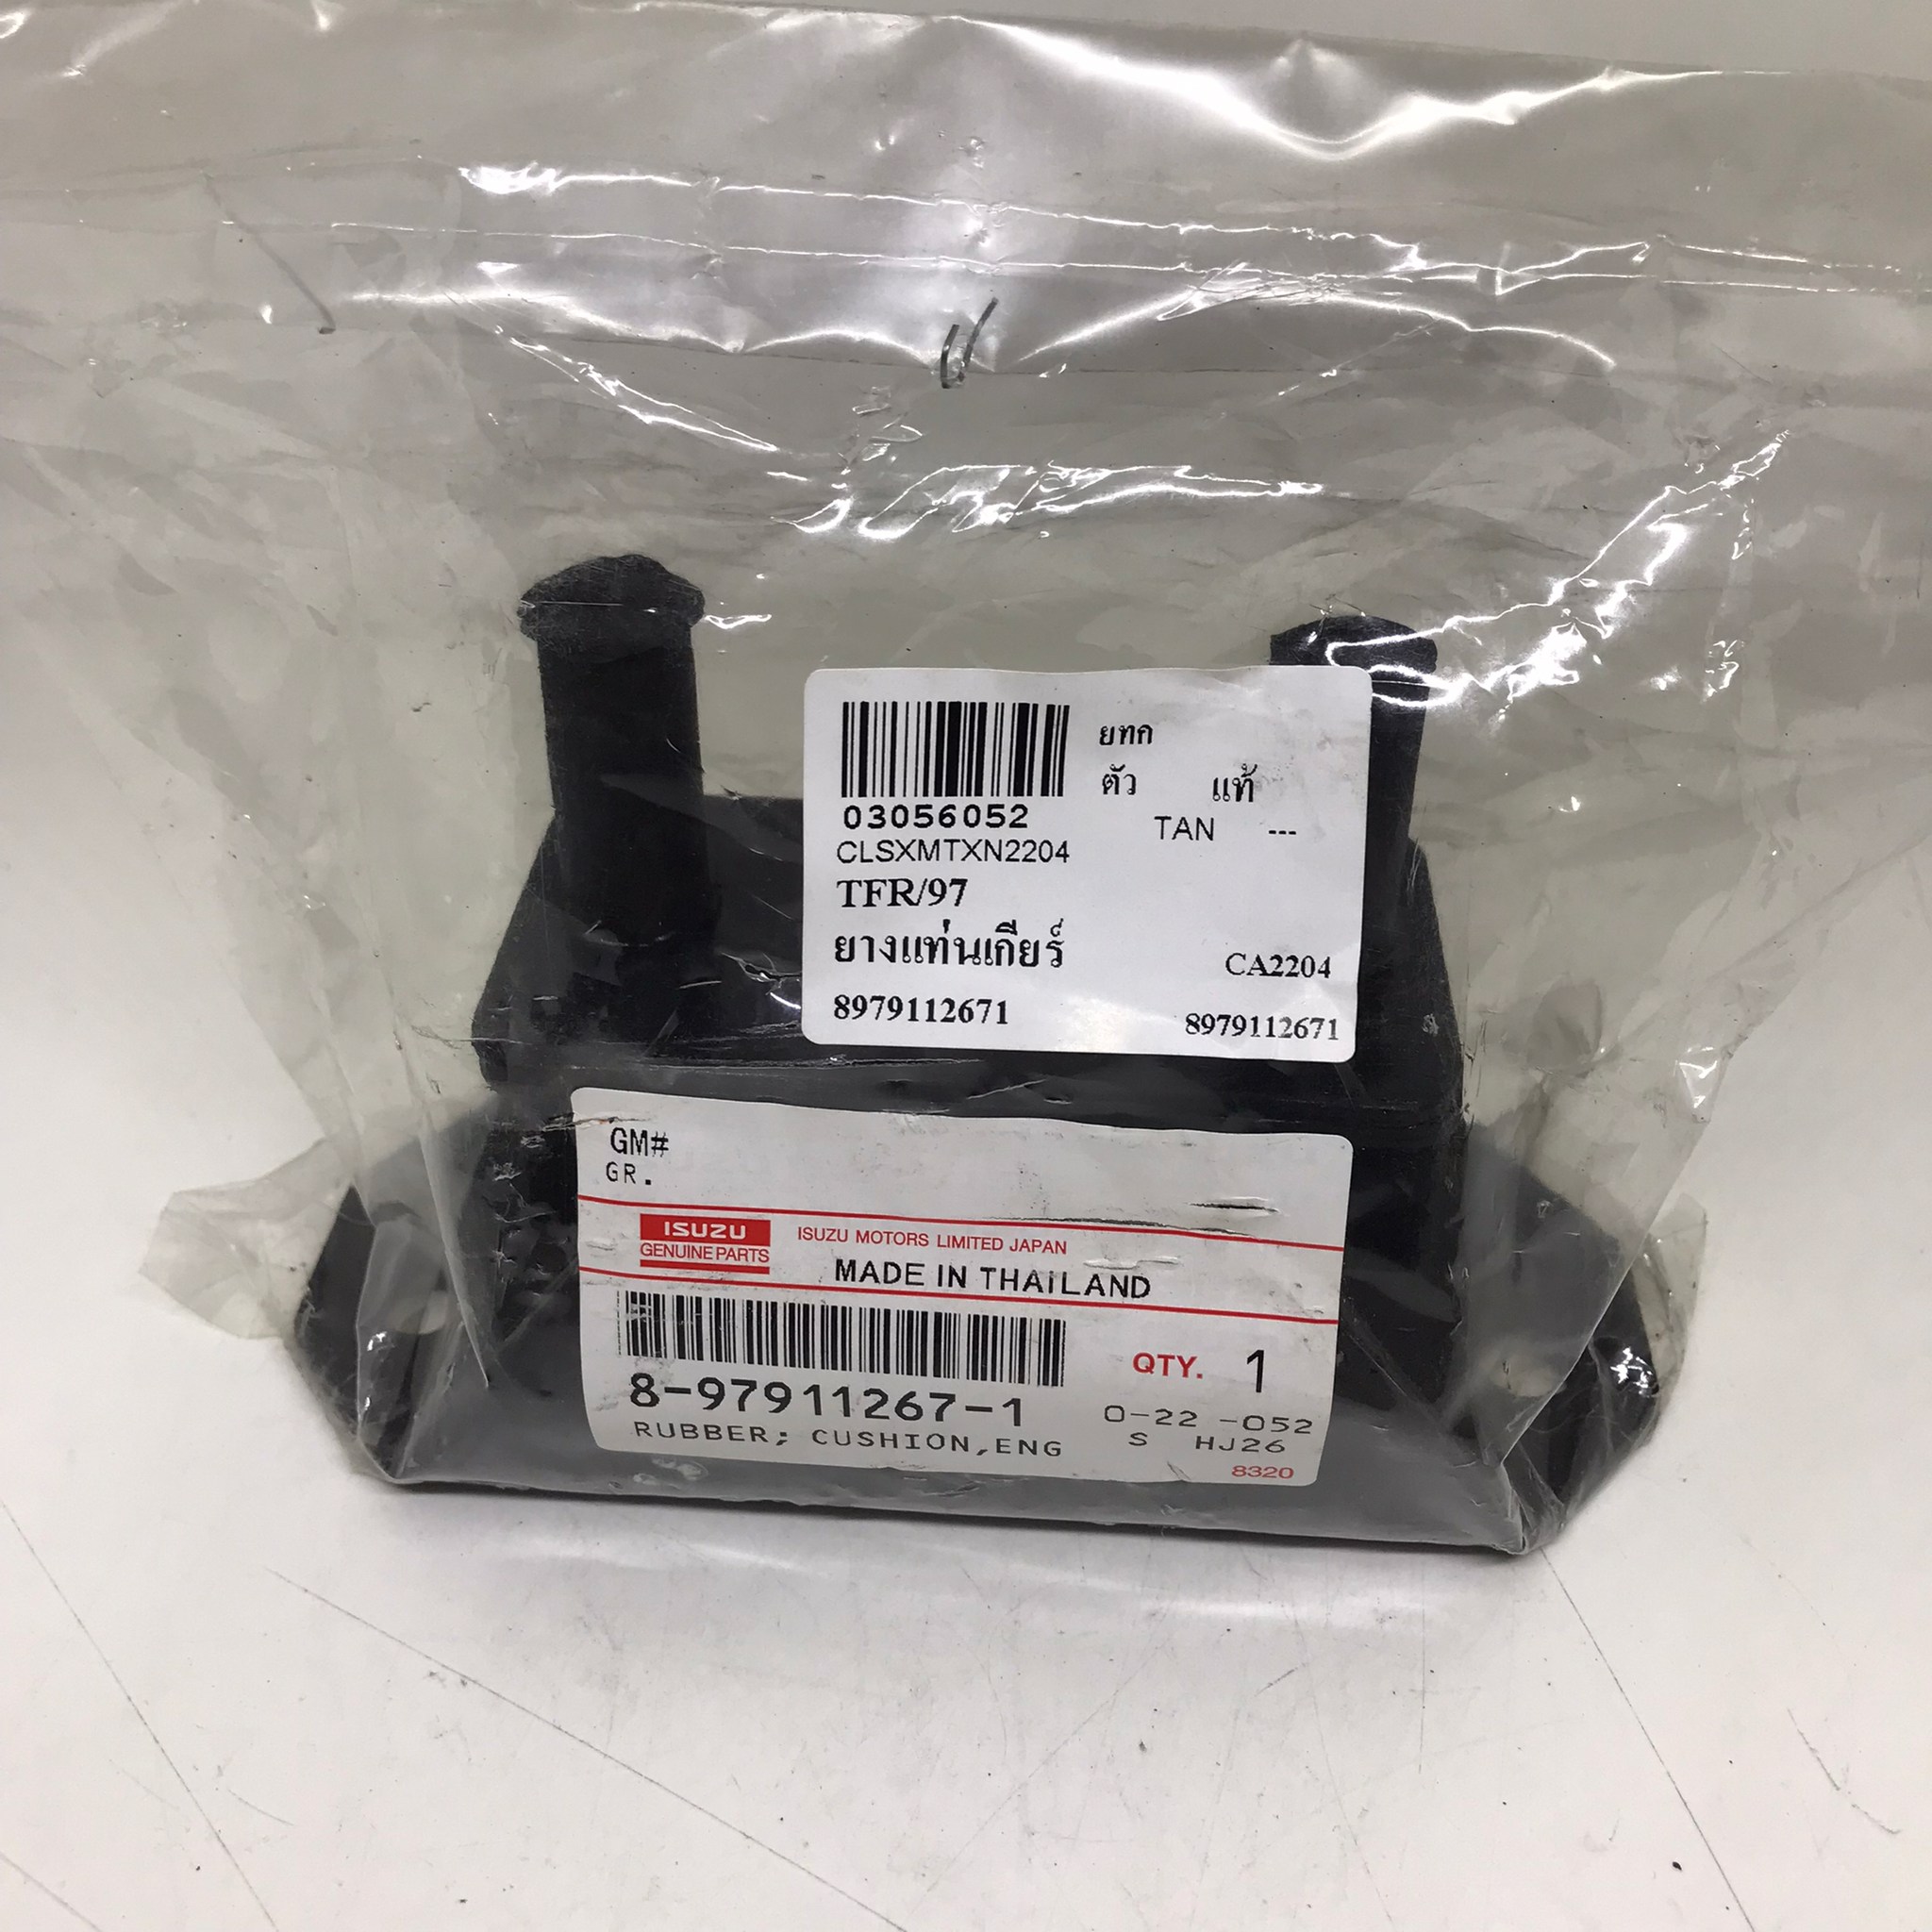 03056052
ยทก
CLSXMTXN2204
ตัว แท้
TAN ---
TFR/97
ยางแท่นเกียร์
CA2204
8979112671
8979112671
GM#
GR.
ISUZU
GENUINE PARTS
ISUZU MOTORS LIMITED JAPAN
MADE IN THAILAND
8-97911267-1
QTY. 1
RUBBER; CUSHION,ENG
O-22 -052
S HJ26
8320